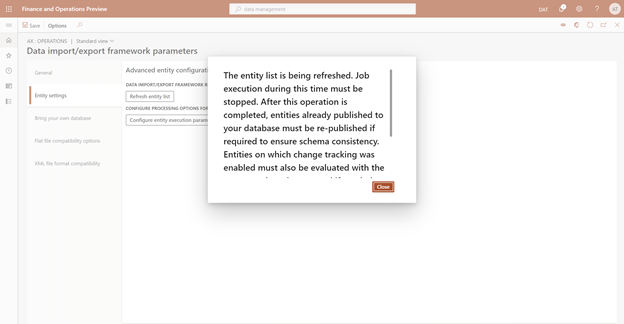 Finance and Operations Preview
data management
DAT
AT
Save
Options
AX : OPERATIONS | Standard view
Data import/export framework parameters
General
Entity settings
Bring your own database
Flat file compatibility options
XML file format compatibility
Advanced entity configurati
DATA IMPORT/EXPORT FRAMEWORK
Refresh entity list
CONFIGURE PROCESSING OPTIONS FOR
Configure entity execution param
The entity list is being refreshed. Job
execution during this time must be
stopped. After this operation is
completed, entities already published to
your database must be re-published if
required to ensure schema consistency.
Entities on which change tracking was
enabled must also be evaluated with the
Close